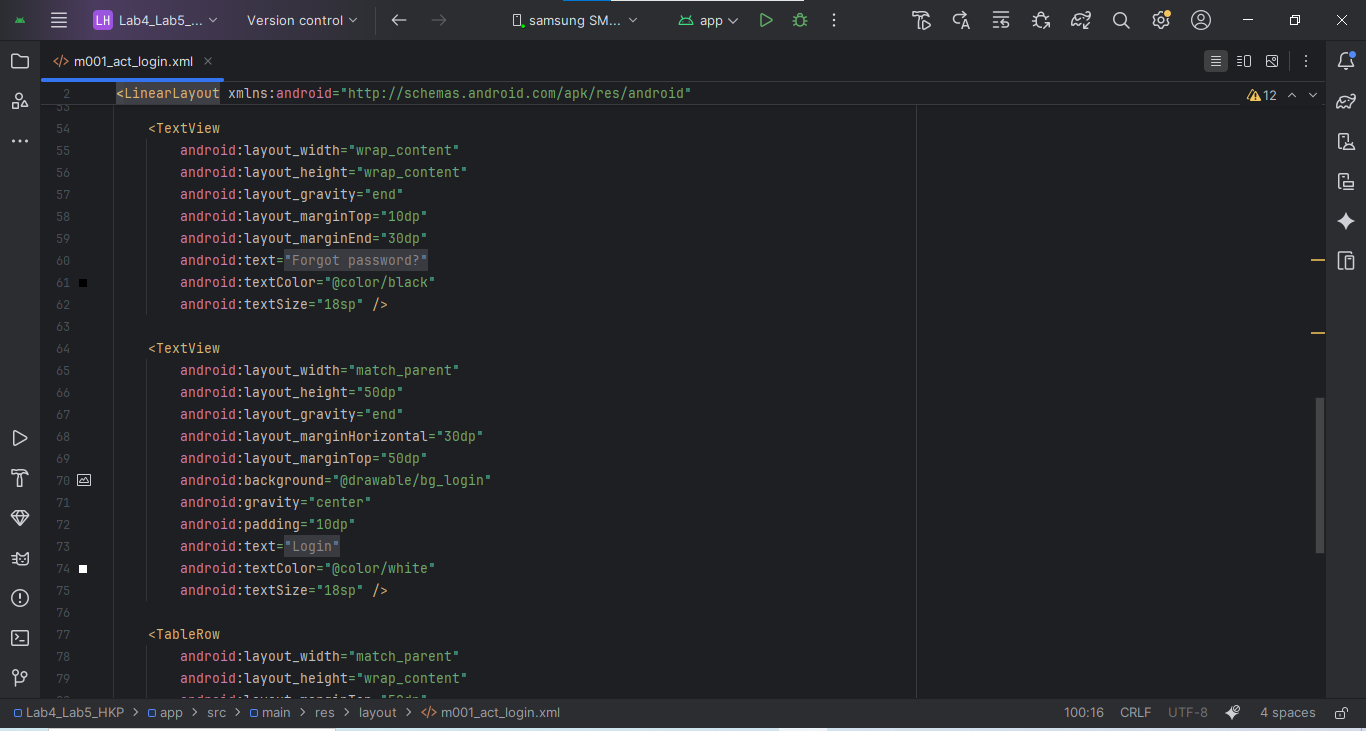 LH Lab4_Lab5_... Version control samsung SM... app
m001_act_login.xml
2 <LinearLayout xmlns:android="http://schemas.android.com/apk/res/android" 12
53
54 <TextView
55 android:layout_width="wrap_content"
56 android:layout_height="wrap_content"
57 android:layout_gravity="end"
58 android:layout_marginTop="10dp"
59 android:layout_marginEnd="30dp"
60 android:text="Forgot password?"
61 android:textColor="@color/black"
62 android:textSize="18sp" />
63
64 <TextView
65 android:layout_width="match_parent"
66 android:layout_height="50dp"
67 android:layout_gravity="end"
68 android:layout_marginHorizontal="30dp"
69 android:layout_marginTop="50dp"
70 android:background="@drawable/bg_login"
71 android:gravity="center"
72 android:padding="10dp"
73 android:text="Login"
74 android:textColor="@color/white"
75 android:textSize="18sp" />
76
77 <TableRow
78 android:layout_width="match_parent"
79 android:layout_height="wrap_content"
Lab4_Lab5_HKP > app > src > main > res > layout > </> m001_act_login.xml 100:16 CRLF UTF-8 4 spaces